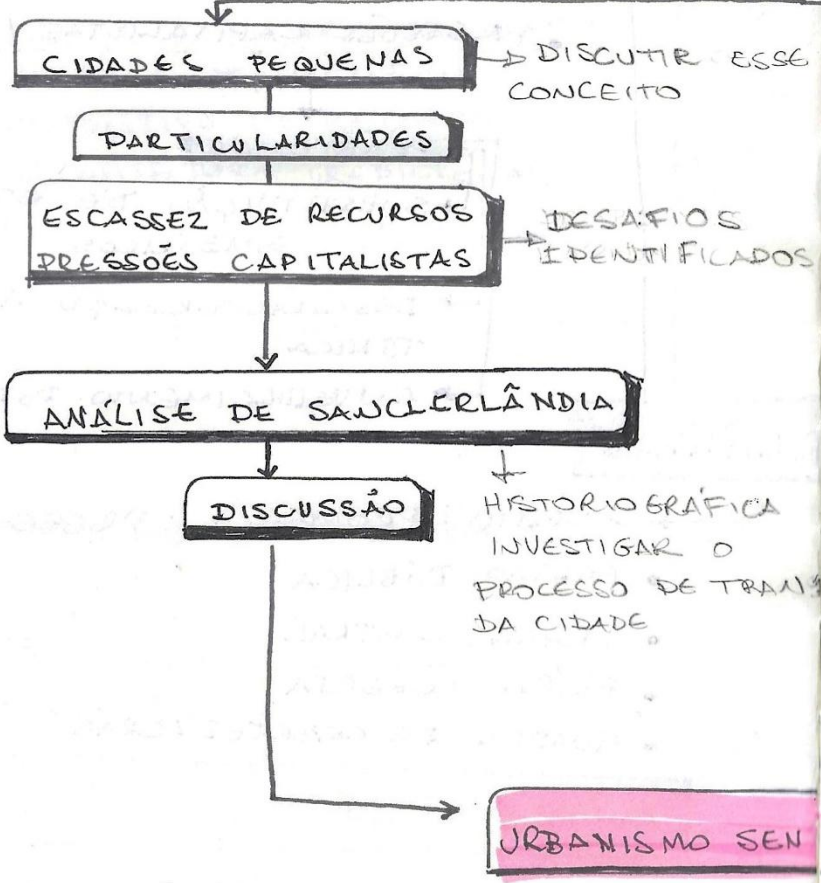 CIDADES PEQUENAS
DISCUTIR ESSE
CONCEITO
PARTICULARIDADES
ESCASSEZ DE RECURSOS
PRESSÕES CAPITALISTAS
DESAFIOS
IDENTIFICADOS
ANÁLISE DE SANCLERLÂNDIA
DISCUSSÃO
HISTORIOGRÁFICA
INVESTIGAR O
PROCESSO DE TRANS
DA CIDADE
URBANISMO SEN